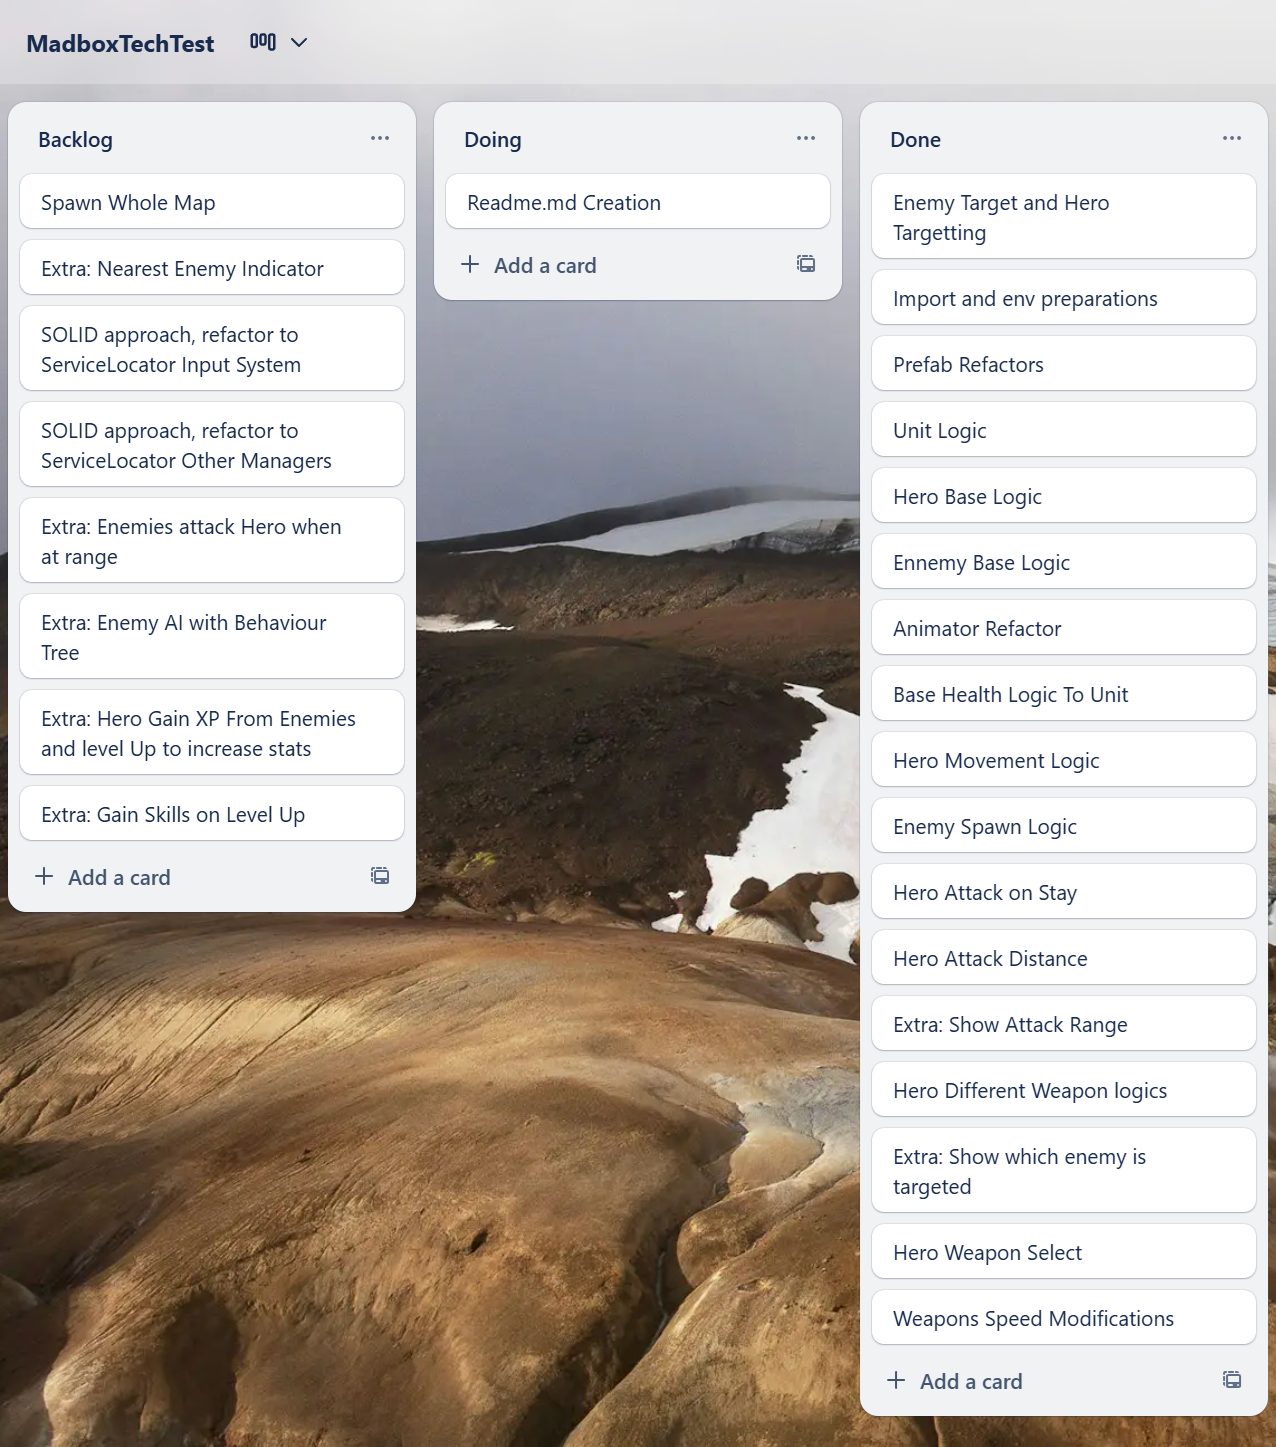 MadboxTechTest
Backlog
Spawn Whole Map
Extra: Nearest Enemy Indicator
SOLID approach, refactor to
ServiceLocator Input System
SOLID approach, refactor to
ServiceLocator Other Managers
Extra: Enemies attack Hero when
at range
Extra: Enemy AI with Behaviour
Tree
Extra: Hero Gain XP From Enemies
and level Up to increase stats
Extra: Gain Skills on Level Up
Add a card
Doing
Readme.md Creation
Add a card
Done
Enemy Target and Hero
Targetting
Import and env preparations
Prefab Refactors
Unit Logic
Hero Base Logic
Ennemy Base Logic
Animator Refactor
Base Health Logic To Unit
Hero Movement Logic
Enemy Spawn Logic
Hero Attack on Stay
Hero Attack Distance
Extra: Show Attack Range
Hero Different Weapon logics
Extra: Show which enemy is
targeted
Hero Weapon Select
Weapons Speed Modifications
Add a card